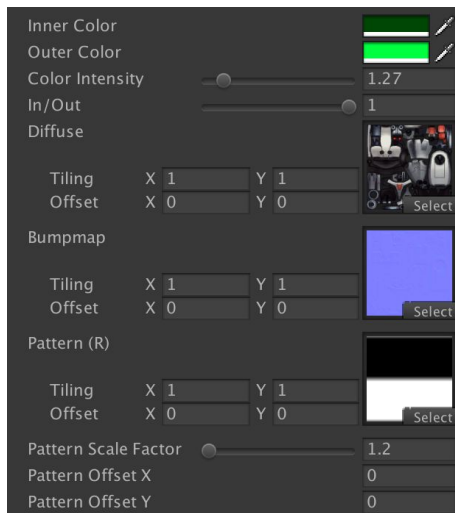 Inner Color
Outer Color
Color Intensity 1.27
In/Out 1
Diffuse
Tiling X 1 Y 1
Offset X 0 Y 0 Select
Bumpmap
Tiling X 1 Y 1
Offset X 0 Y 0 Select
Pattern (R)
Tiling X 1 Y 1
Offset X 0 Y 0 Select
Pattern Scale Factor 1.2
Pattern Offset X 0
Pattern Offset Y 0